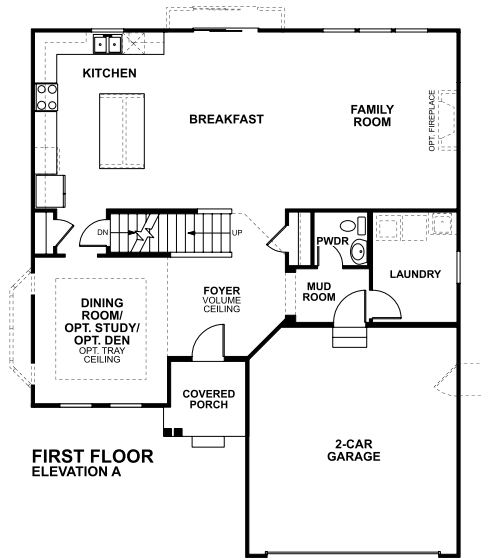 KITCHEN
BREAKFAST
FAMILY
ROOM
OPT. FIREPLACE
DN
UP
PWDR
LAUNDRY
MUD
ROOM
FOYER
VOLUME
CEILING
DINING
ROOM/
OPT. STUDY/
OPT. DEN
OPT. TRAY
CEILING
COVERED
PORCH
2-CAR
GARAGE
FIRST FLOOR
ELEVATION A